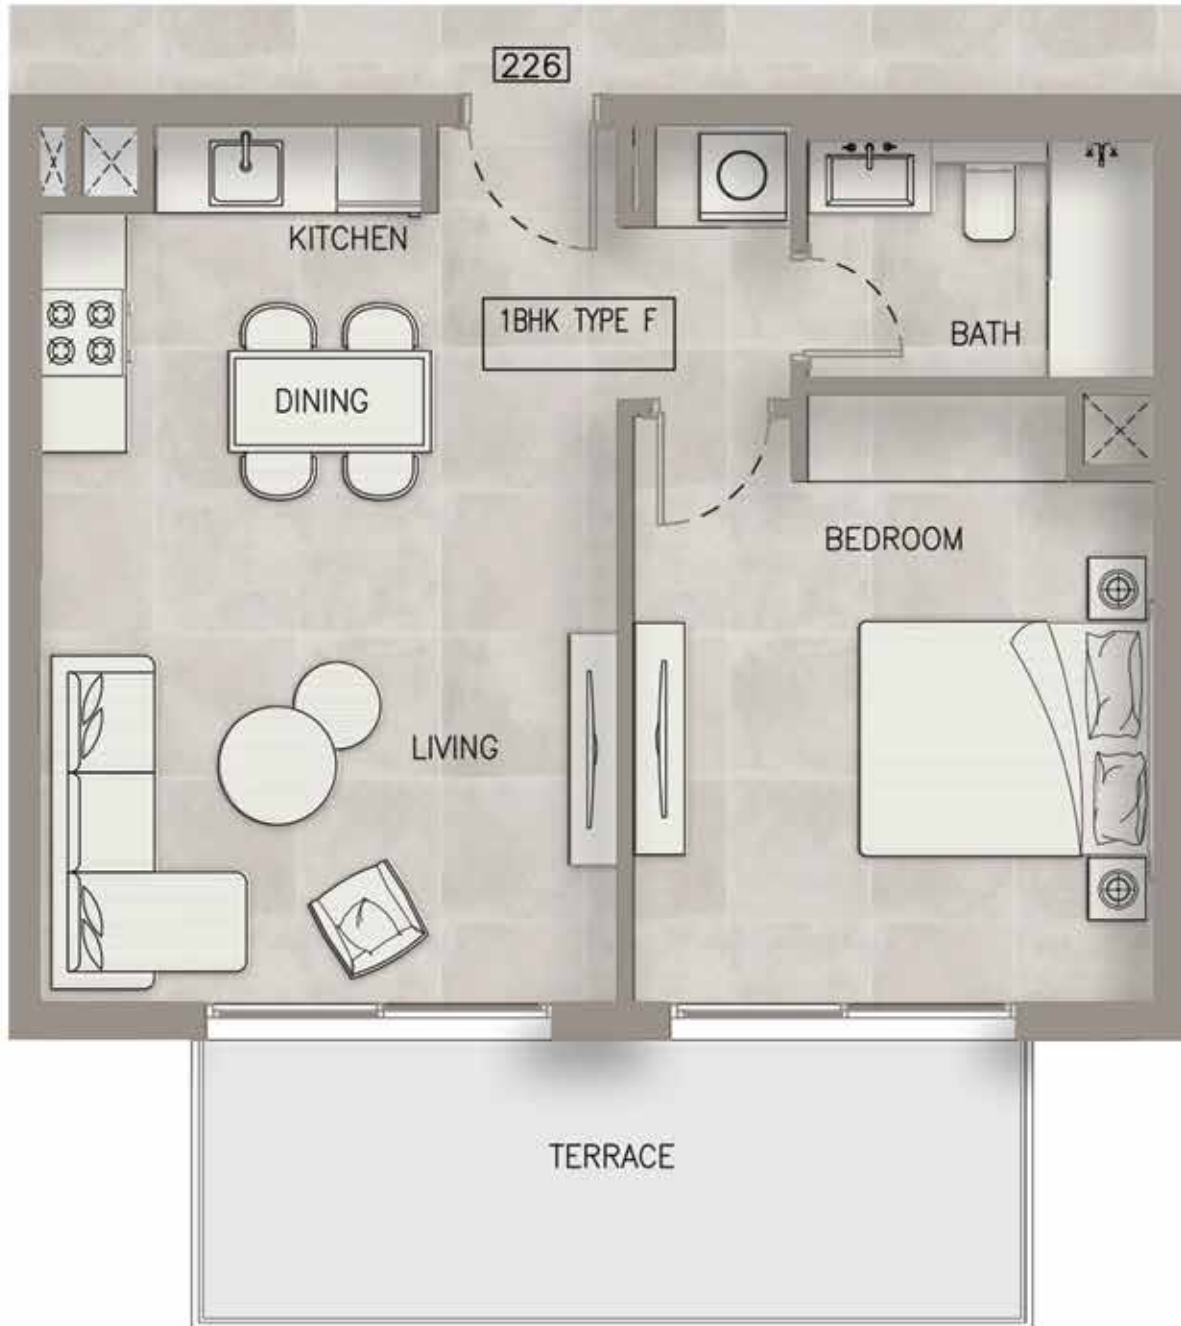 226
KITCHEN
1BHK TYPE F
BATH
DINING
BEDROOM
LIVING
TERRACE